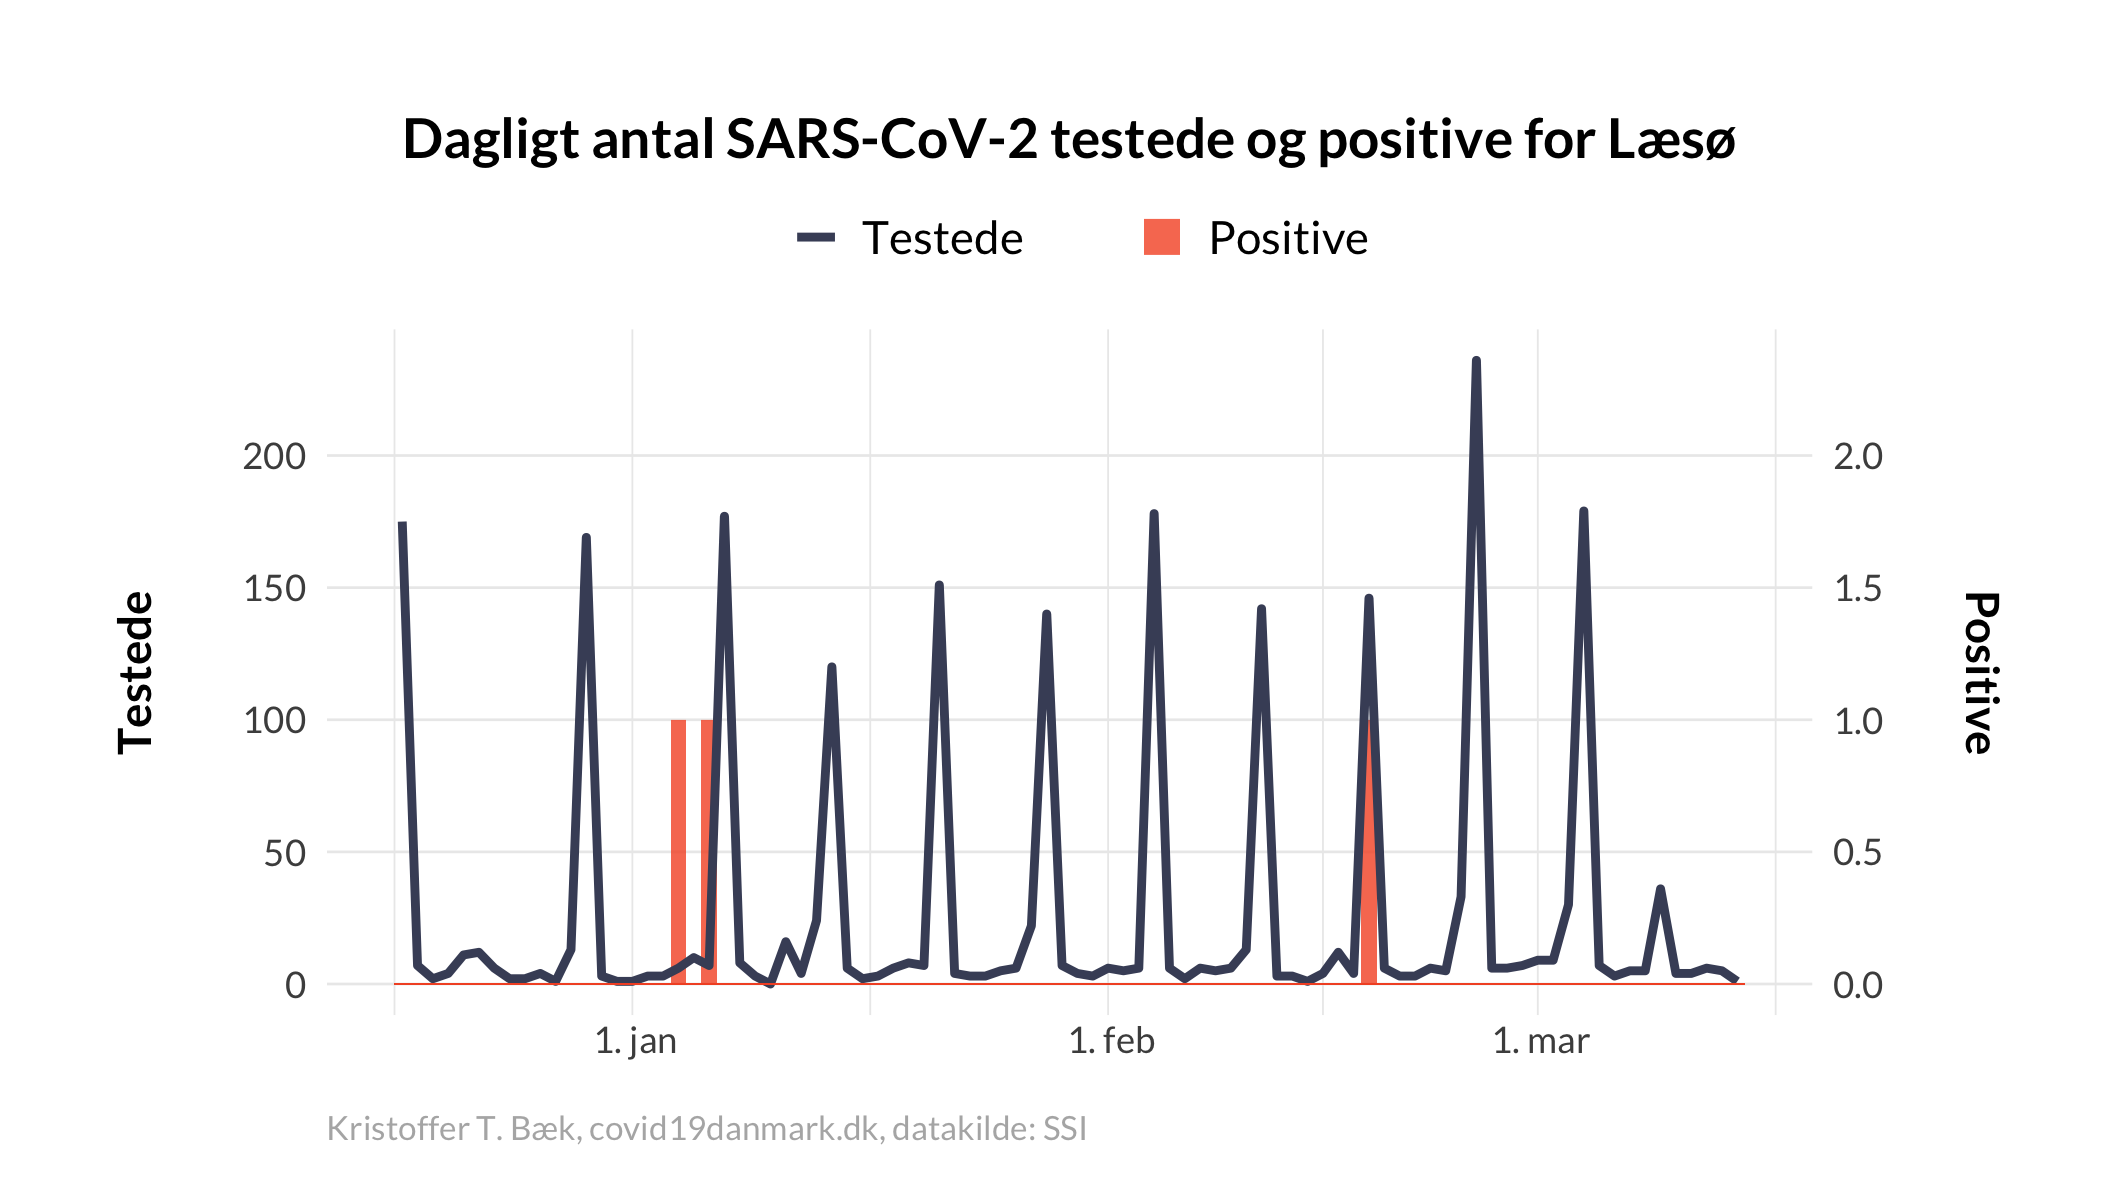 Dagligt antal SARS-CoV-2 testede og positive for Læsø
Testede
Positive
200
150
100
50
0
Testede
2.0
1.5
1.0
0.5
0.0
Positive
1. jan
1. feb
1. mar
Kristoffer T. Bæk, covid19danmark.dk, datakilde: SSI